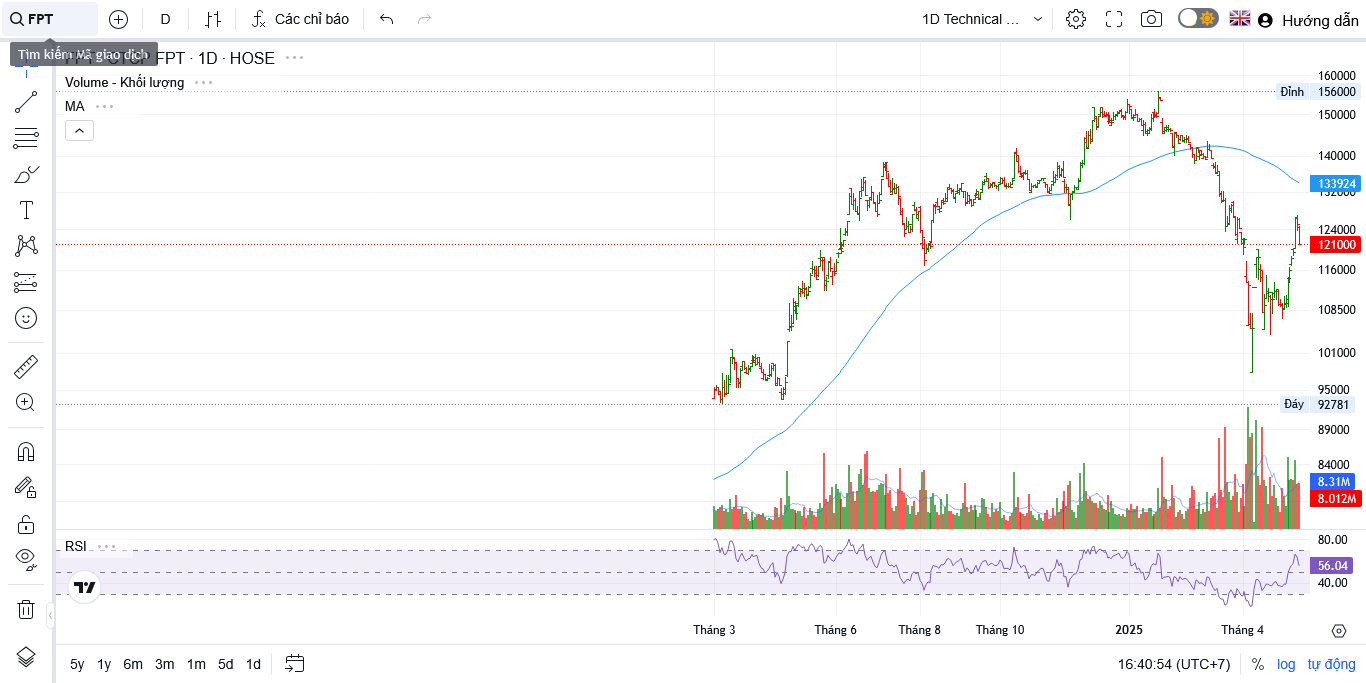 FPT
D
Các chỉ báo
1D Technical ...
Hướng dẫn
Tìm kiếm Mã giao dịch
FPT · 1D · HOSE
Volume - Khối lượng
MA
160000
Đỉnh 156000
150000
140000
133924
132000
124000
121000
116000
108500
101000
95000
Đáy 92781
89000
84000
8.31M
8.012M
RSI
80.00
56.04
40.00
Tháng 3 Tháng 6 Tháng 8 Tháng 10 2025 Tháng 4
5y 1y 6m 3m 1m 5d 1d
16:40:54 (UTC+7) % log tự động